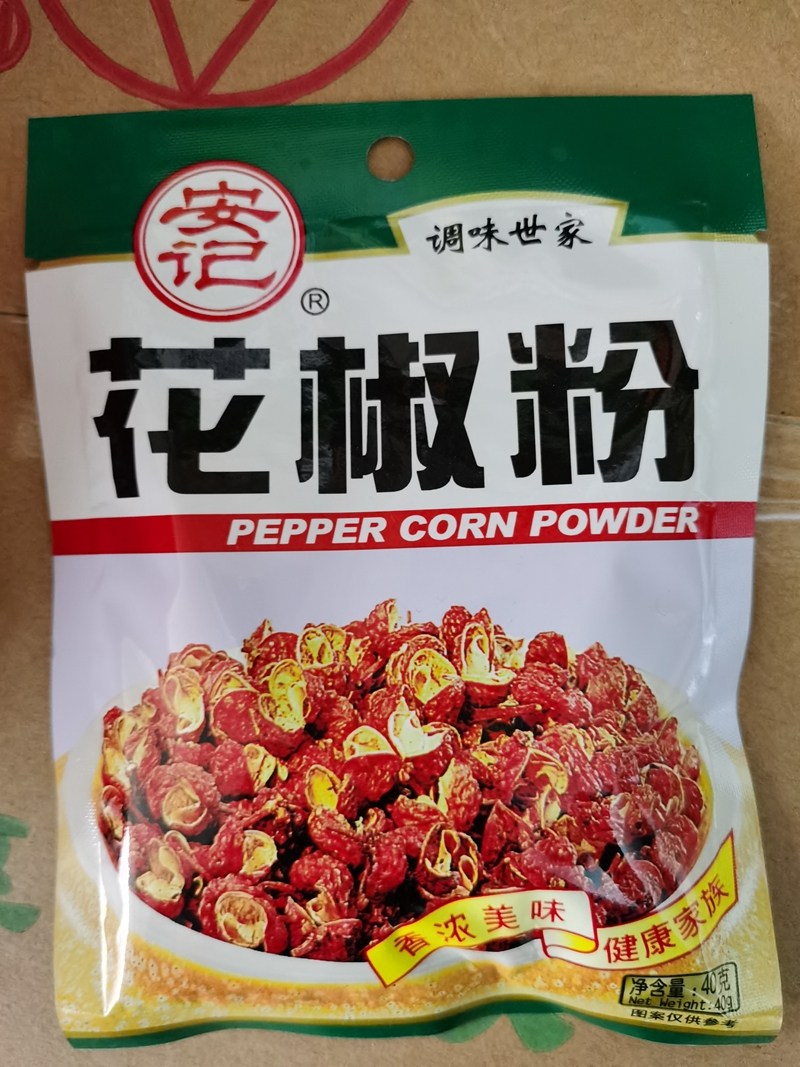 安记
®
调味世家
花椒粉
PEPPER CORN POWDER
香浓美味
健康家族
净含量:40克
Net Weight:40g
图案仅供参考